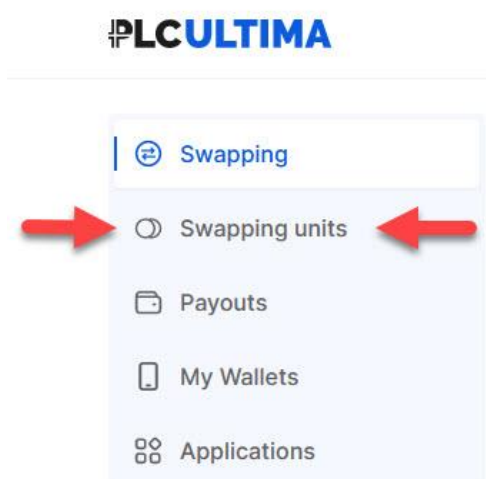 PLCULTIMA
Swapping
Swapping units
Payouts
My Wallets
Applications